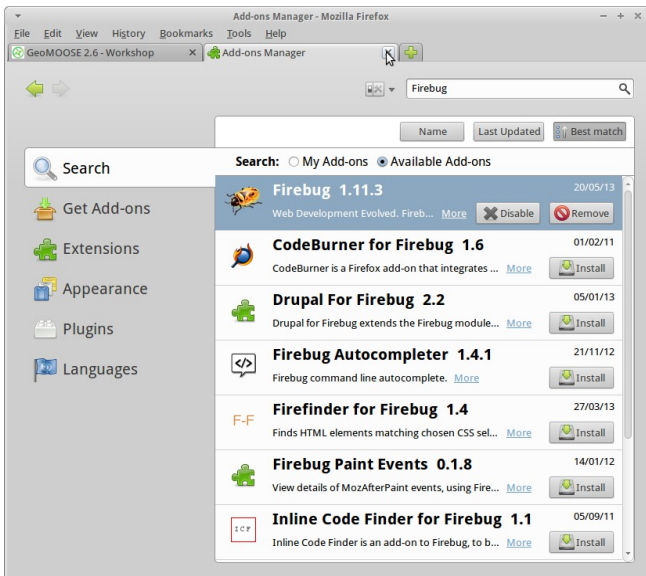 Add-ons Manager - Mozilla Firefox
File Edit View History Bookmarks Tools Help
GeoMOOSE 2.6 - Workshop
Add-ons Manager
Firebug
Name Last Updated Best match
Search: My Add-ons Available Add-ons
Search
Get Add-ons
Extensions
Appearance
Plugins
Languages
Firebug 1.11.3 20/05/13
Web Development Evolved. Fireb... More Disable Remove
CodeBurner for Firebug 1.6 01/02/11
CodeBurner is a Firefox add-on that integrates ... More Install
Drupal For Firebug 2.2 05/01/13
Drupal for Firebug extends the Firebug module... More Install
Firebug Autocompleter 1.4.1 21/11/12
Firebug command line autocomplete. More Install
F-F
Firefinder for Firebug 1.4 27/03/13
Finds HTML elements matching chosen CSS sel... More Install
Firebug Paint Events 0.1.8 14/01/12
View details of MozAfterPaint events, using Fire... More Install
ICF
Inline Code Finder for Firebug 1.1 05/09/11
Inline Code Finder is an add-on to Firebug, to b... More Install